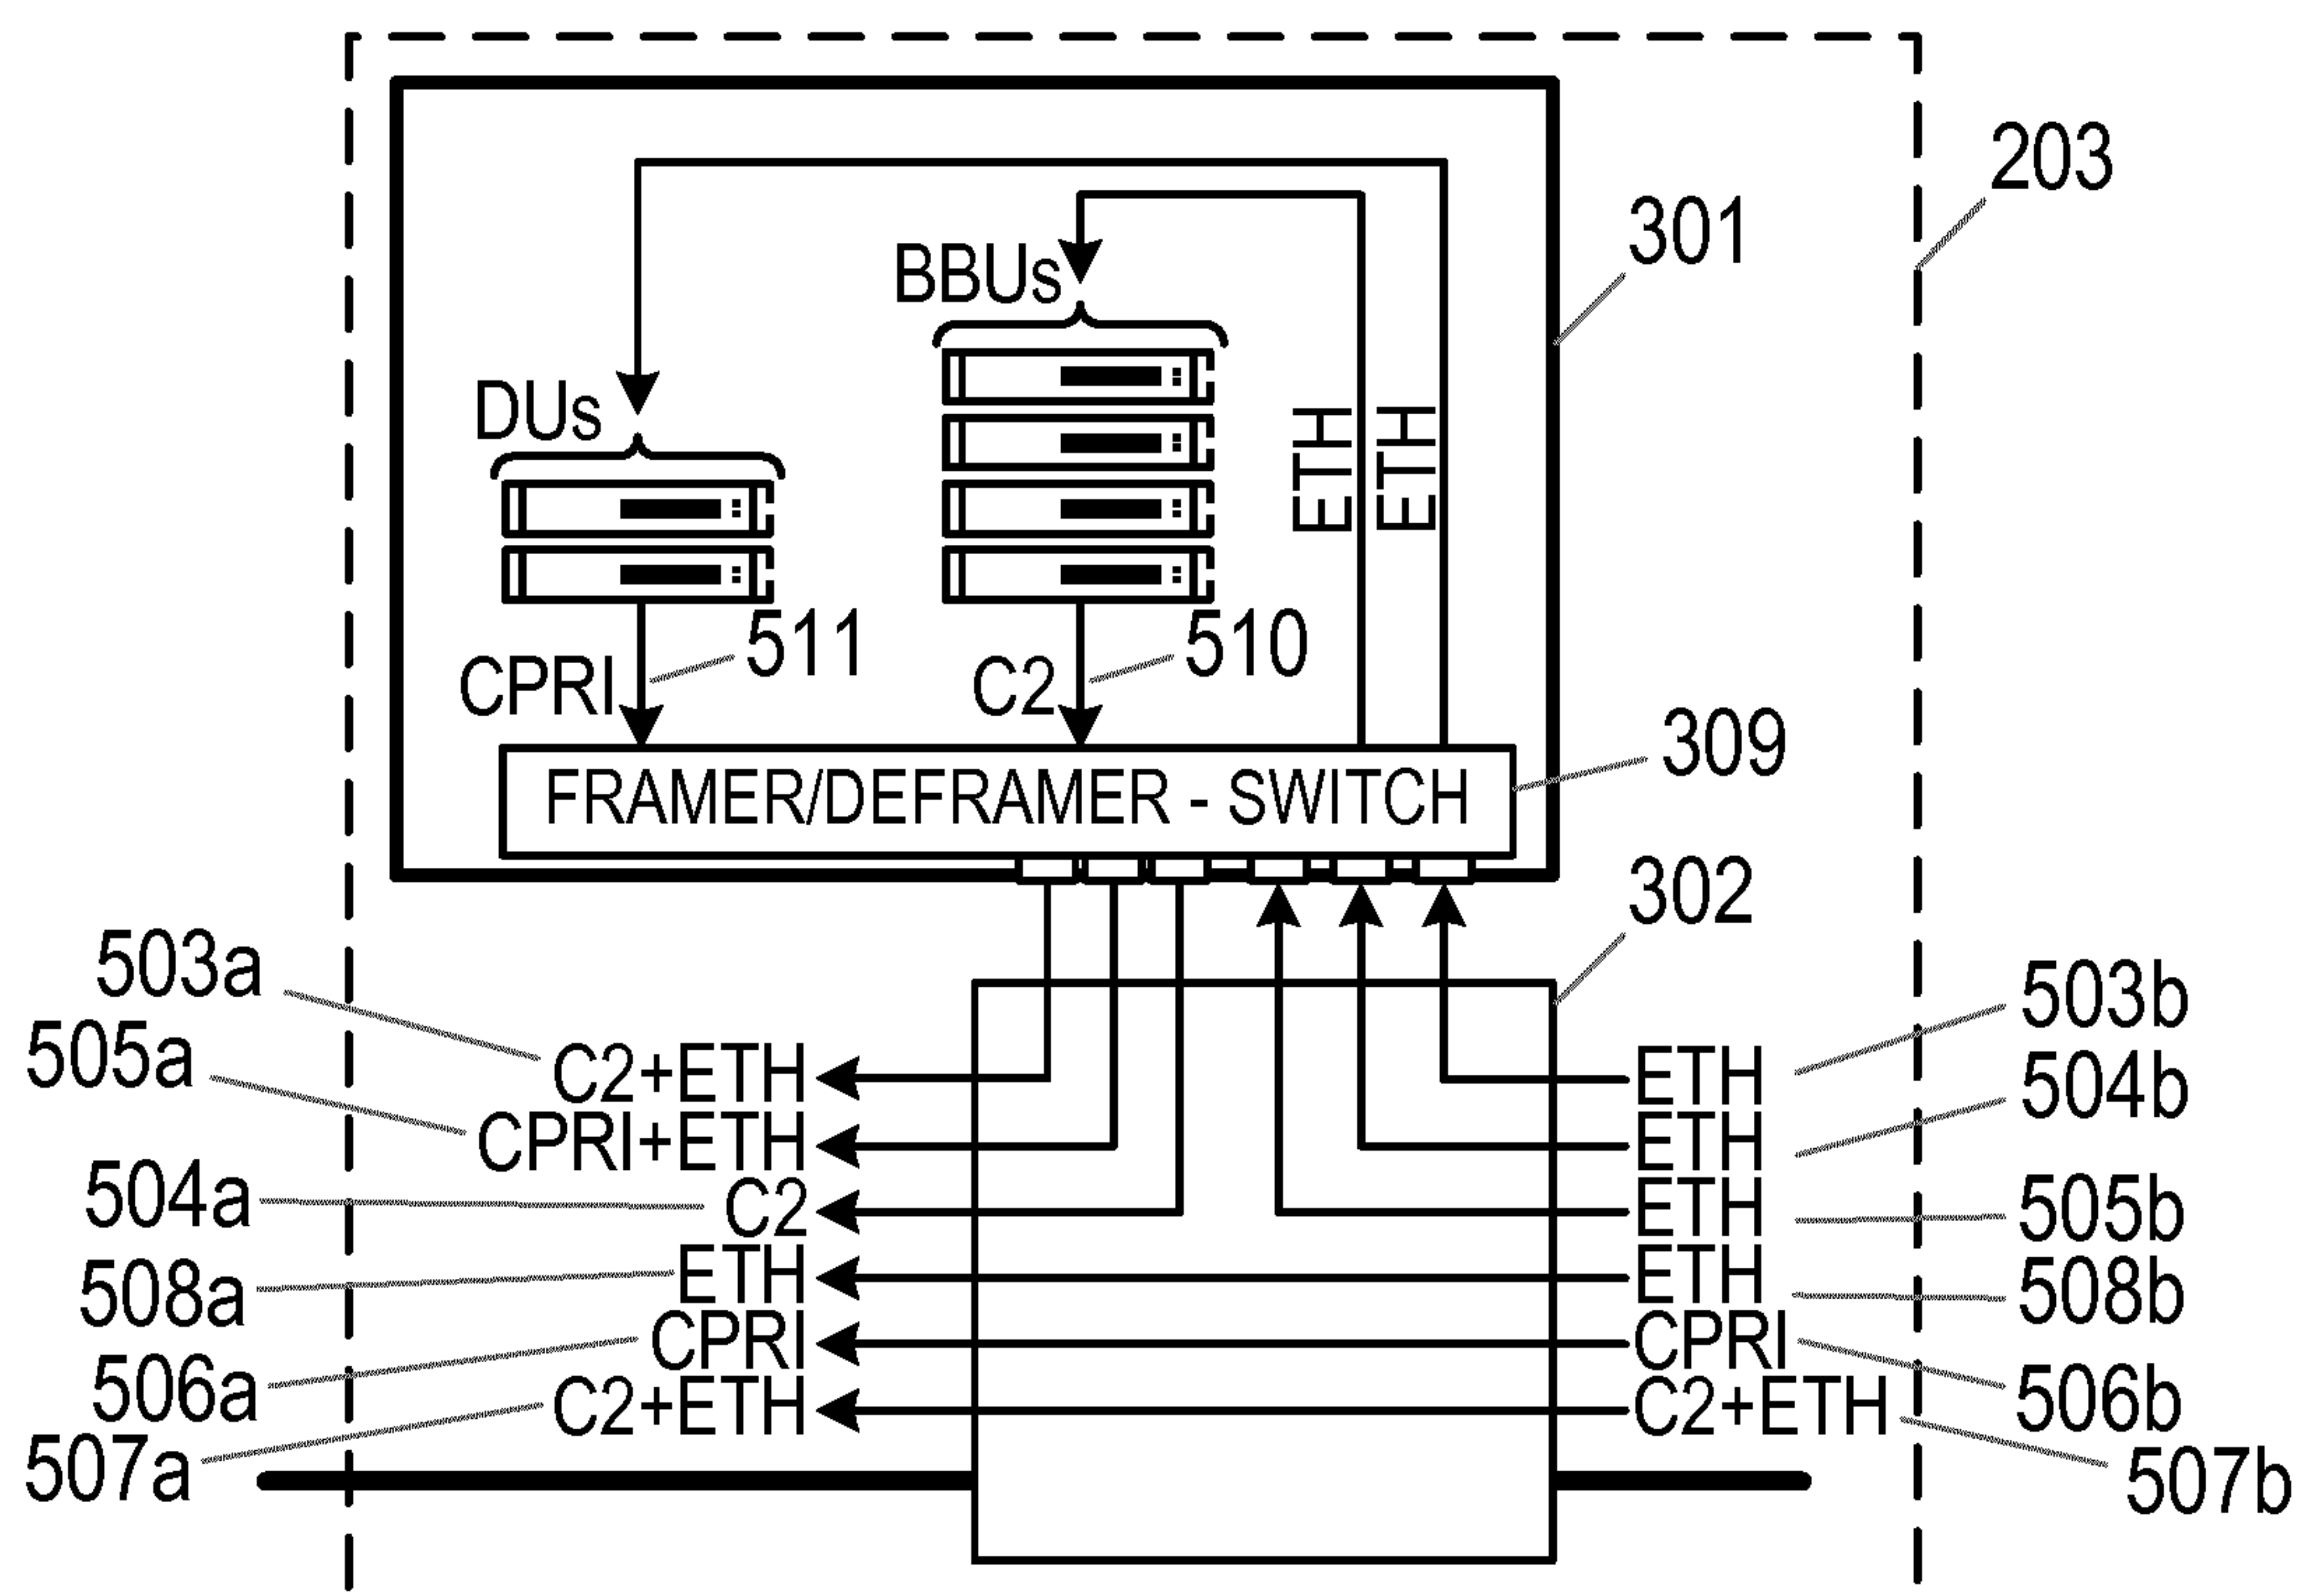 203
301
BBUs
DUs
ETH
ETH
511
510
CPRI
C2
309
FRAMER/DEFRAMER - SWITCH
302
503a
503b
505a
C2+ETH
ETH
504b
CPRI+ETH
ETH
504a
C2
ETH
505b
508a
ETH
ETH
508b
CPRI
CPRI
506a
C2+ETH
C2+ETH
506b
507a
507b